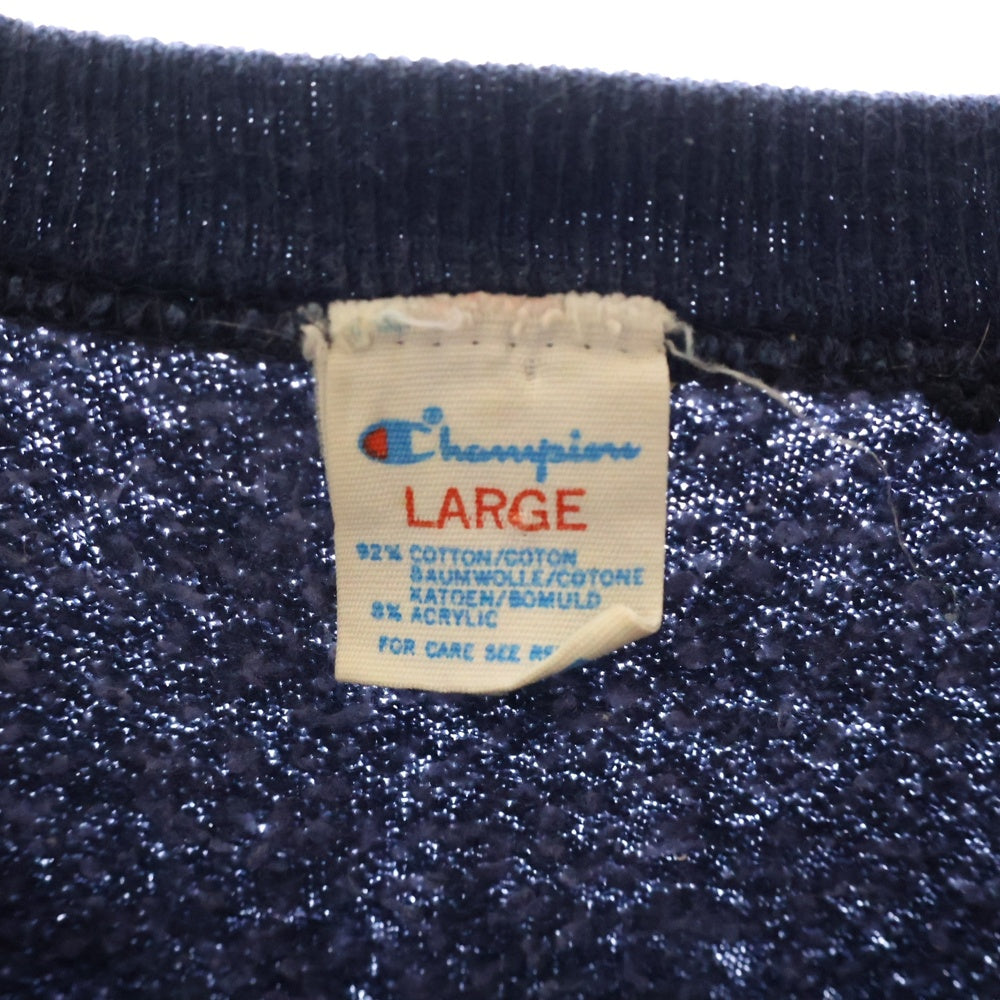 Champion
LARGE
92% COTTON/COTON
BAUMWOLLE/COTONE
KATOEN/BOMULD
8% ACRYLIC
FOR CARE SEE